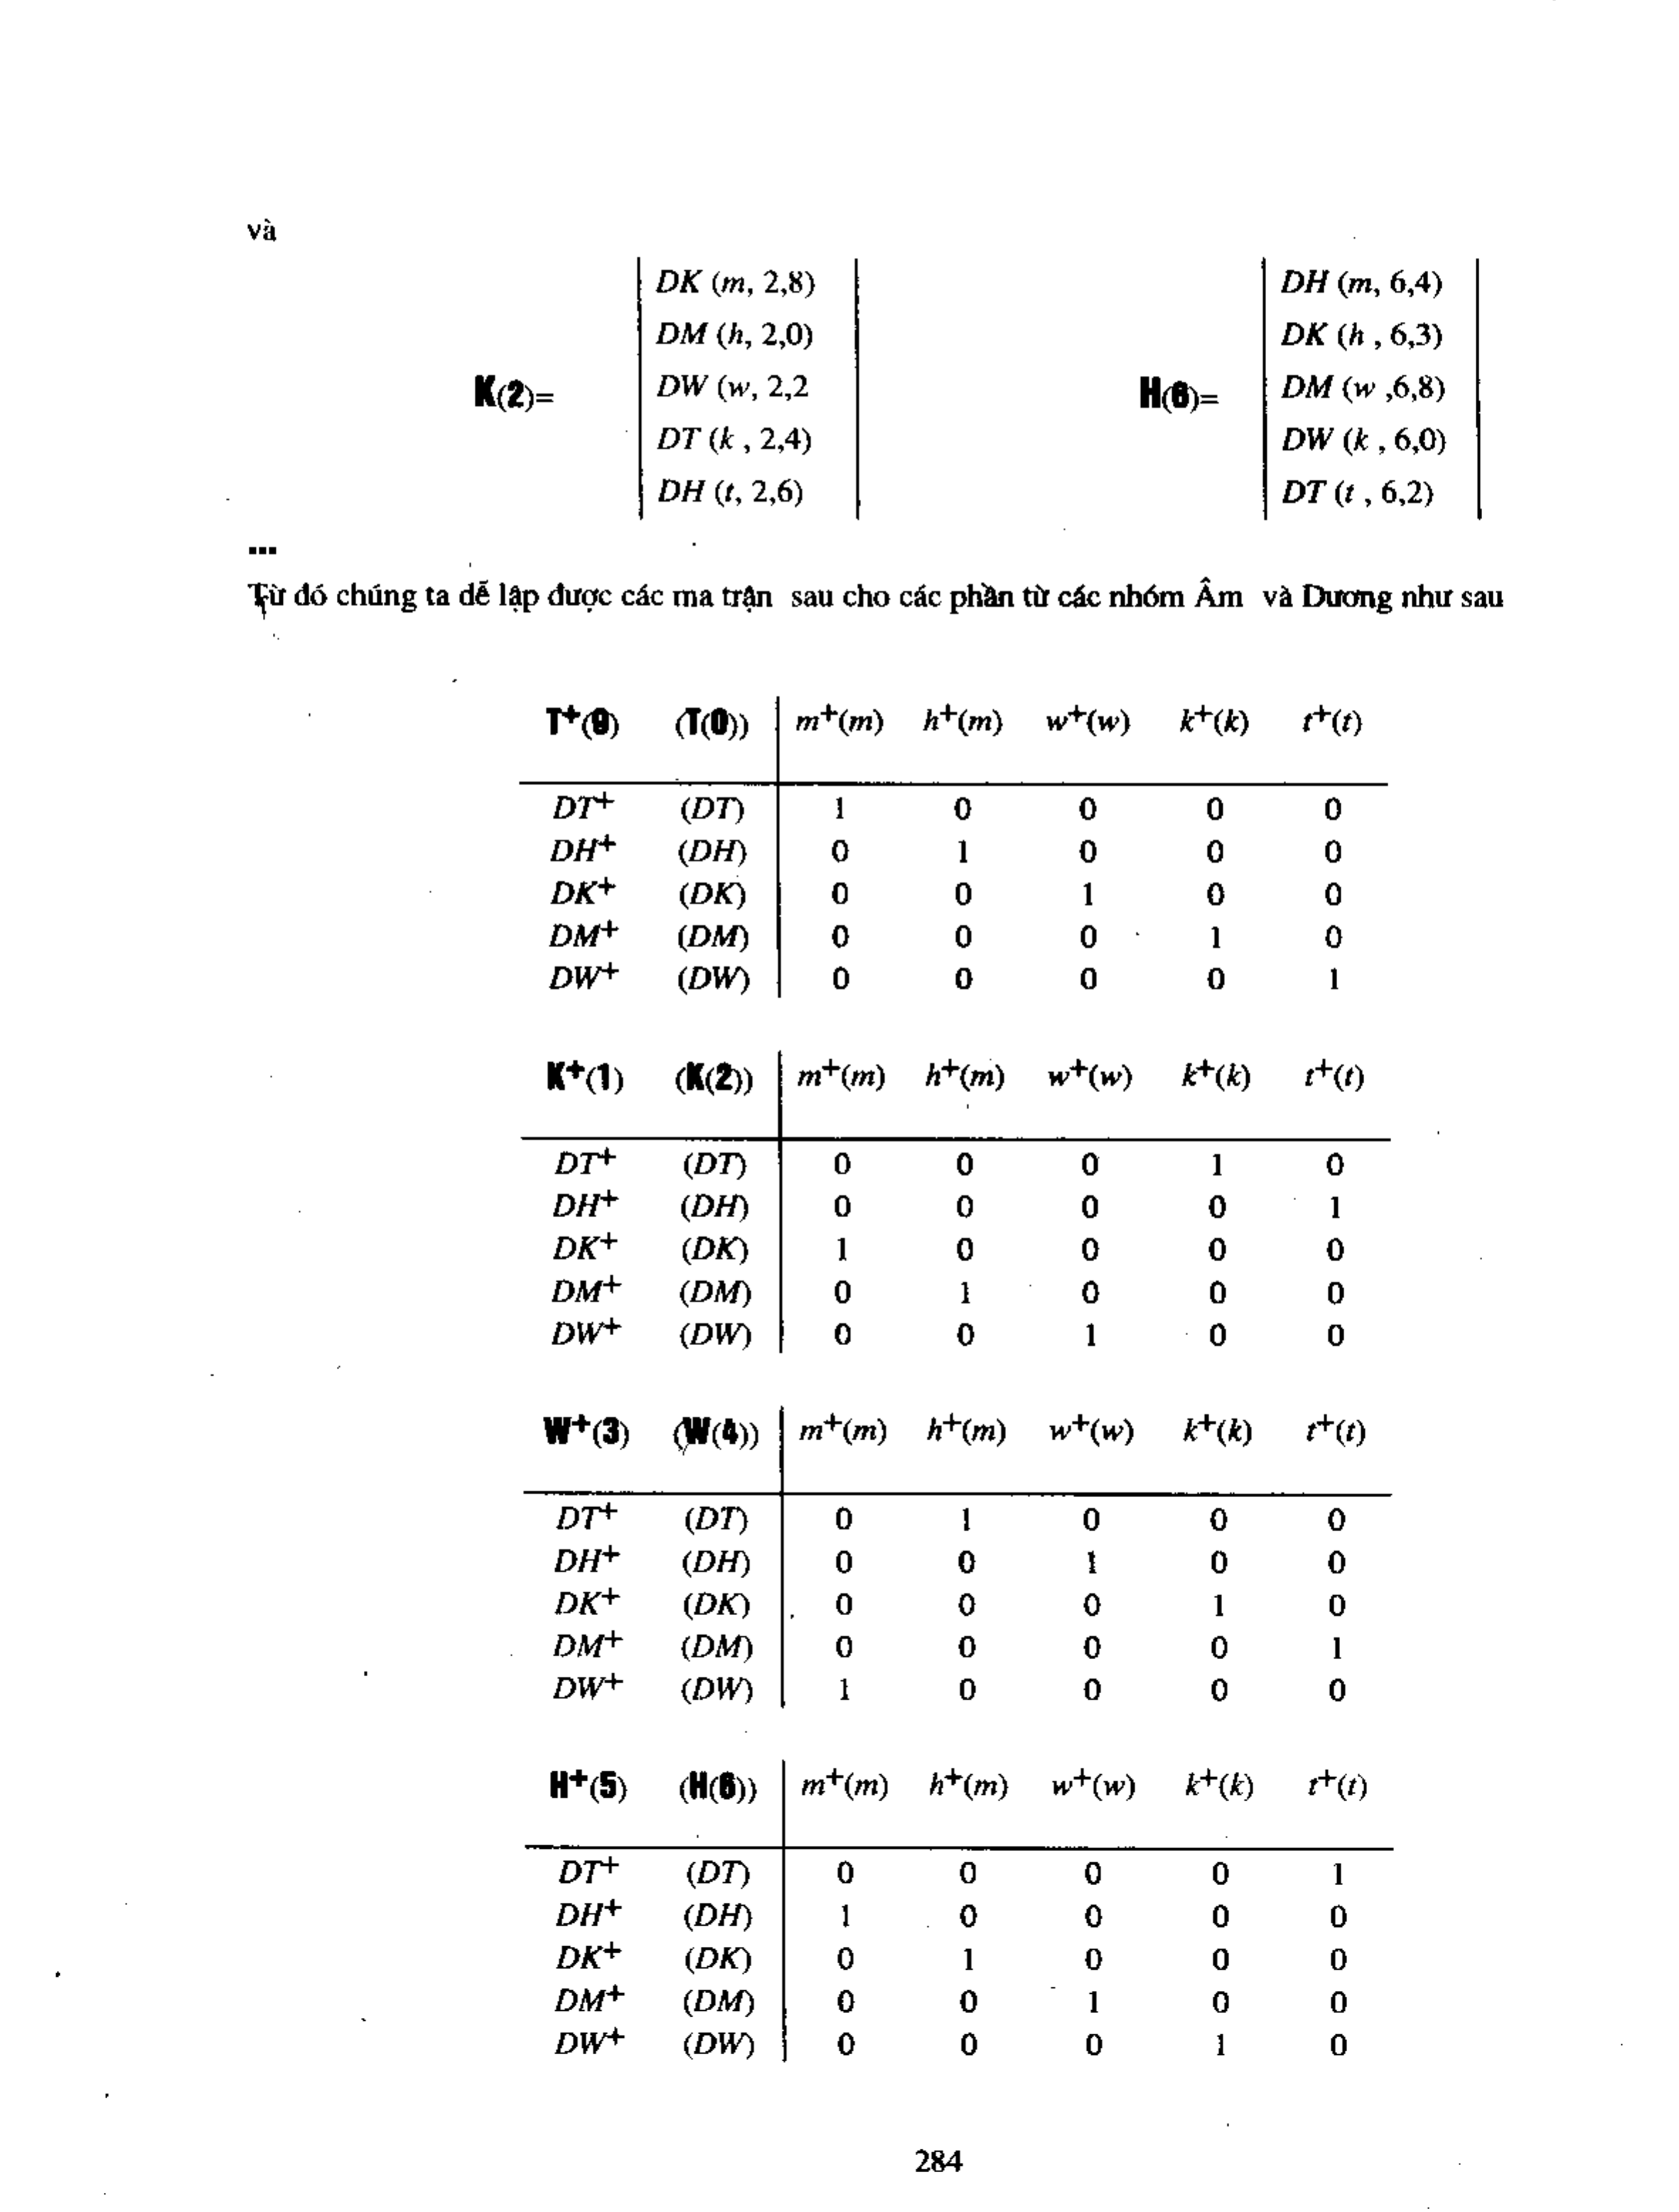 và
DK (m, 2,8) DH (m, 6,4)
DM (h, 2,0) DK (h , 6,3)
K(2)= DW (w, 2,2 H(6)= DM (w ,6,8)
DT (k , 2,4) DW (k , 6,0)
DH (t, 2,6) DT (t , 6,2)
...
Từ đó chúng ta dễ lập được các ma trận sau cho các phần từ các nhóm Âm và Dương như sau
T+(9) (T(0)) m+(m) h+(m) w+(w) k+(k) t+(t)
DT+ (DT) 1 0 0 0 0
DH+ (DH) 0 1 0 0 0
DK+ (DK) 0 0 1 0 0
DM+ (DM) 0 0 0 1 0
DW+ (DW) 0 0 0 0 1
K+(1) (K(2)) m+(m) h+(m) w+(w) k+(k) t+(t)
DT+ (DT) 0 0 0 1 0
DH+ (DH) 0 0 0 0 1
DK+ (DK) 1 0 0 0 0
DM+ (DM) 0 1 0 0 0
DW+ (DW) 0 0 1 0 0
W+(3) (W(4)) m+(m) h+(m) w+(w) k+(k) t+(t)
DT+ (DT) 0 1 0 0 0
DH+ (DH) 0 0 1 0 0
DK+ (DK) 0 0 0 1 0
DM+ (DM) 0 0 0 0 1
DW+ (DW) 1 0 0 0 0
H+(5) (H(6)) m+(m) h+(m) w+(w) k+(k) t+(t)
DT+ (DT) 0 0 0 0 1
DH+ (DH) 1 0 0 0 0
DK+ (DK) 0 1 0 0 0
DM+ (DM) 0 0 1 0 0
DW+ (DW) 0 0 0 1 0
284